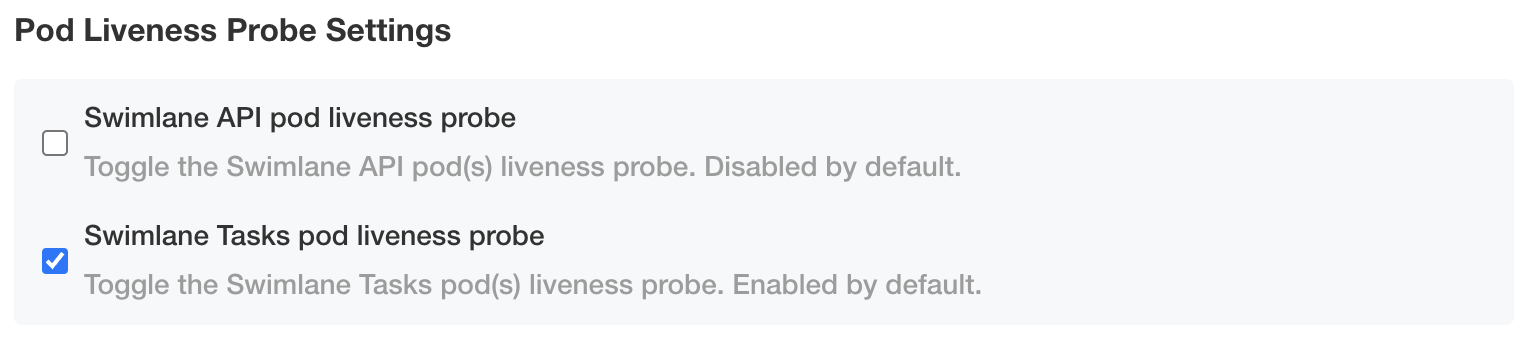 Pod Liveness Probe Settings
Swimlane API pod liveness probe
Toggle the Swimlane API pod(s) liveness probe. Disabled by default.
Swimlane Tasks pod liveness probe
Toggle the Swimlane Tasks pod(s) liveness probe. Enabled by default.